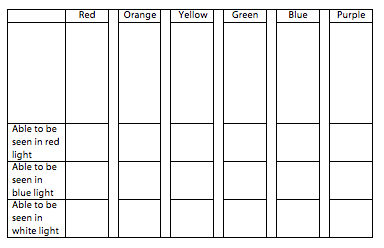 Red Orange Yellow Green Blue Purple
Able to be
seen in red
light
Able to be
seen in
blue light
Able to be
seen in
white light